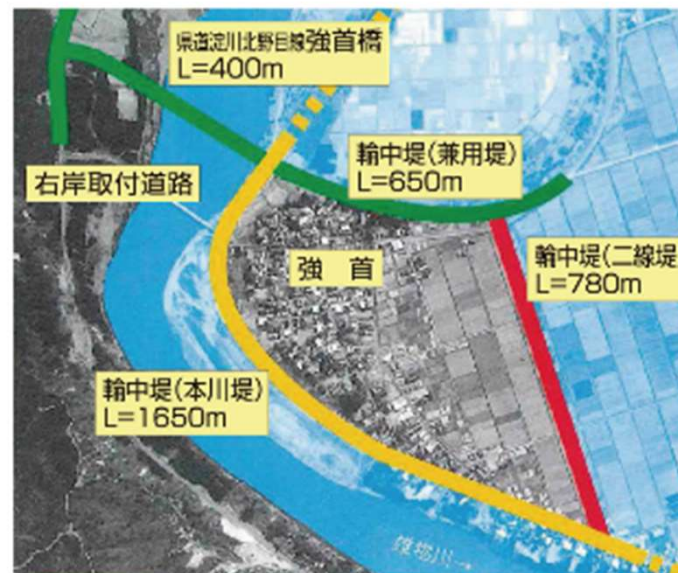 県道淀川北野目線強首橋
L=400m
輪中堤(兼用堤)
L=650m
右岸取付道路
強 首
輪中堤(二線堤
L=780m
輪中堤(本川堤)
L=1650m
雄物川→